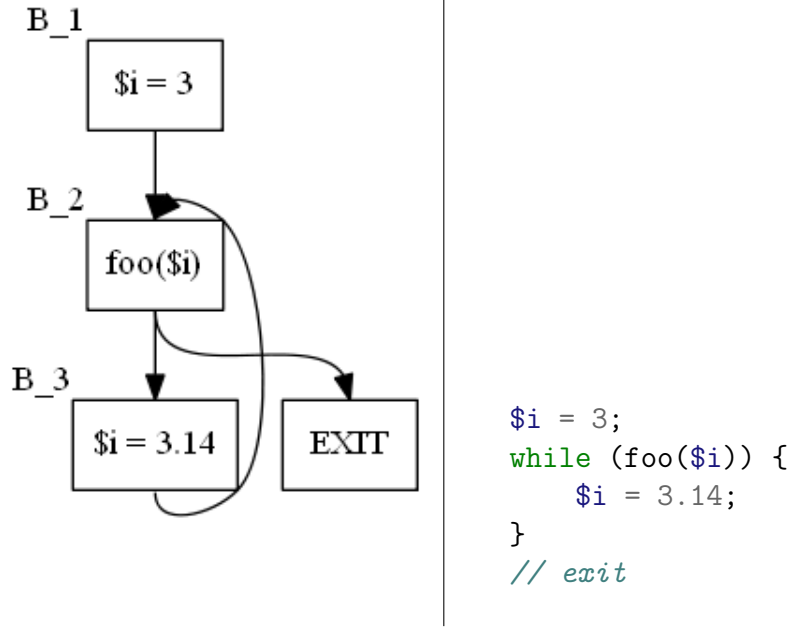 B_1
$i = 3
B_2
foo($i)
B_3
$i = 3.14
EXIT
$i = 3;
while (foo($i)) {
    $i = 3.14;
}
// exit